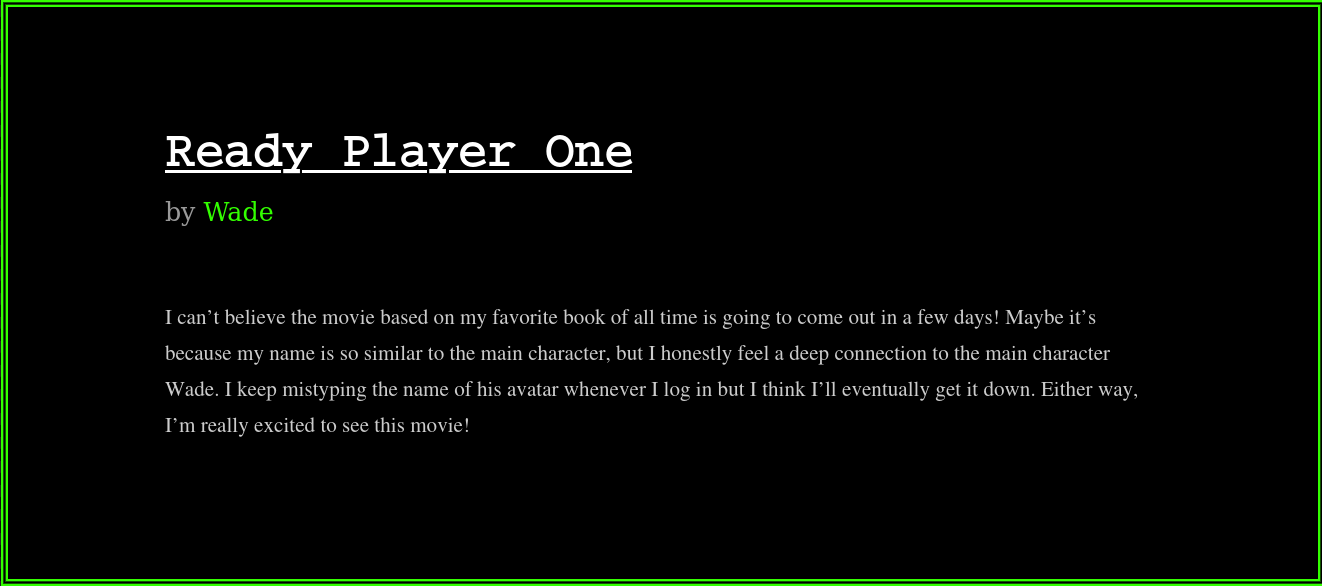 Ready Player One
by Wade
I can’t believe the movie based on my favorite book of all time is going to come out in a few days! Maybe it’s
because my name is so similar to the main character, but I honestly feel a deep connection to the main character
Wade. I keep mistyping the name of his avatar whenever I log in but I think I’ll eventually get it down. Either way,
I’m really excited to see this movie!